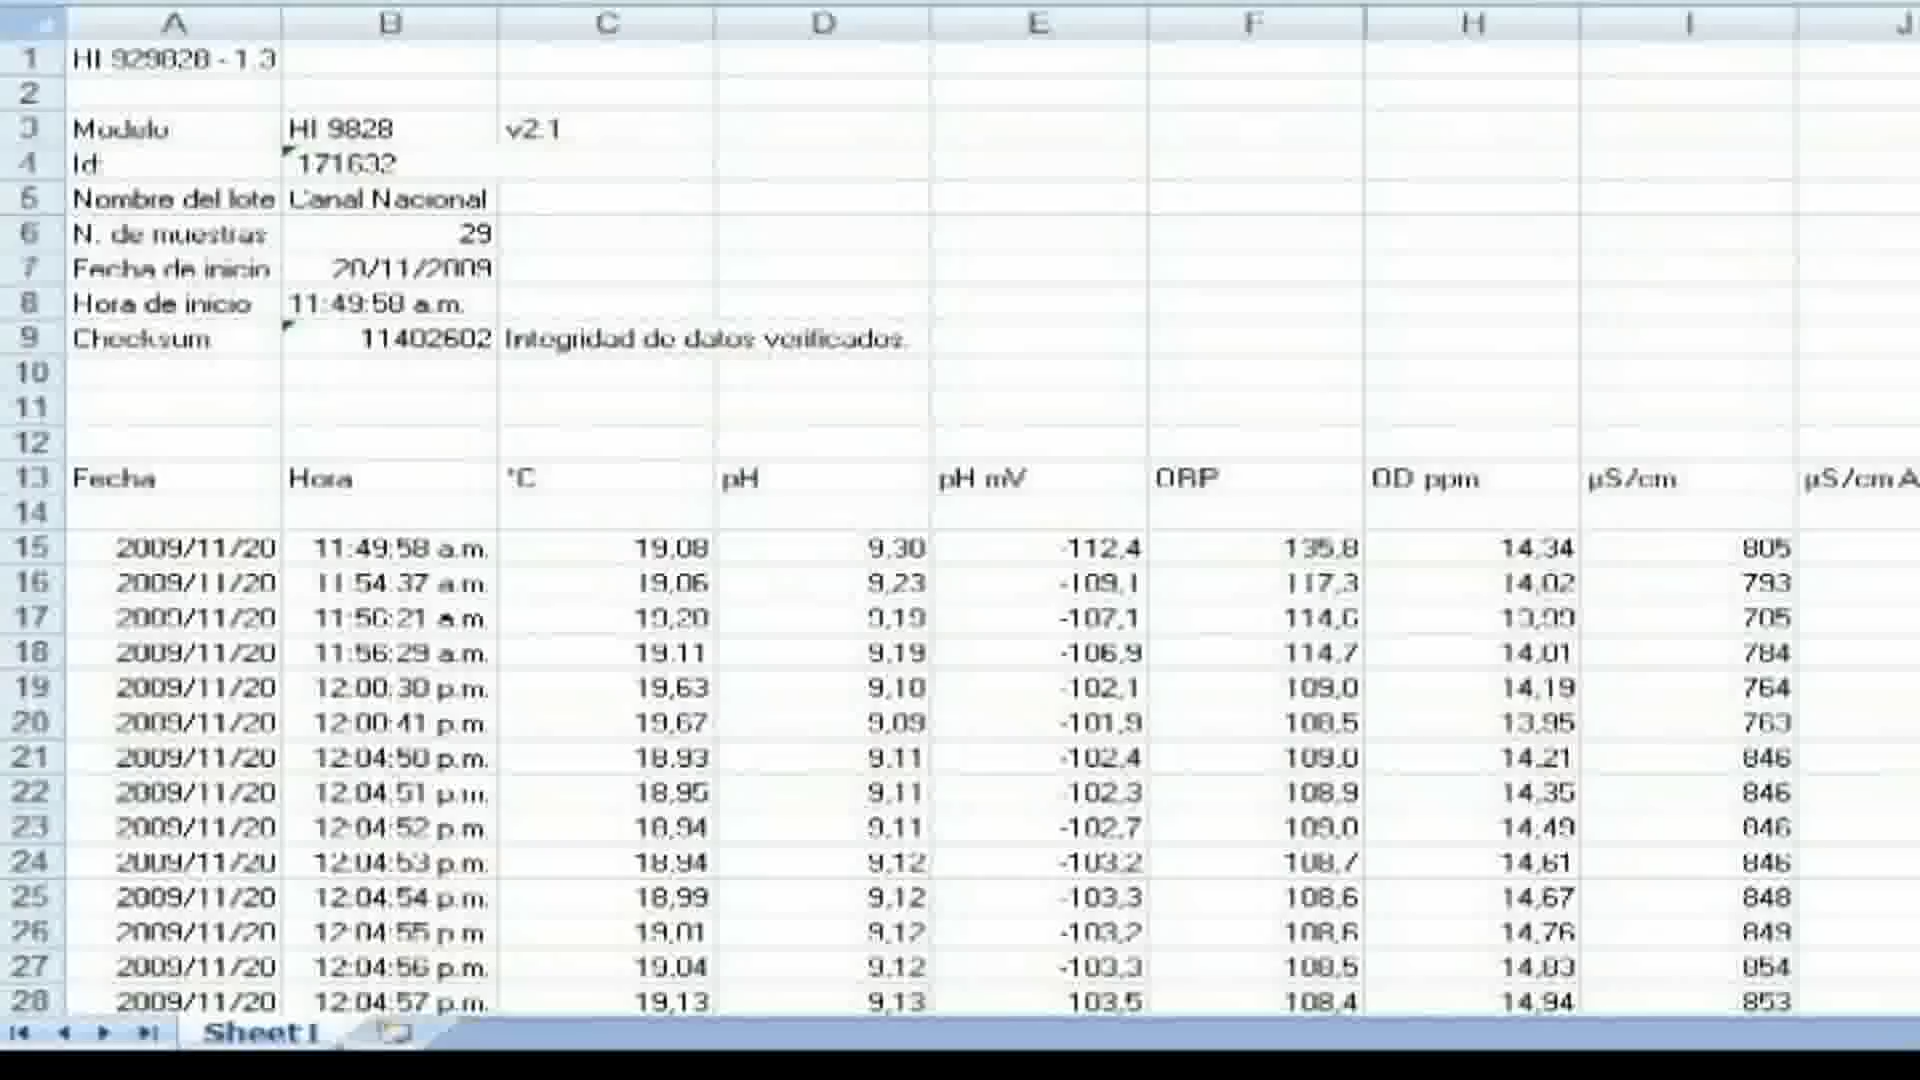 A B C D E F H I J
1 HI 929828 - 1.3
2
3 Modulo HI 9828 v2.1
4 Id: 171632
5 Nombre del lote Canal Nacional
6 N. de muestras 29
7 Fecha de inicio 20/11/2009
8 Hora de inicio 11:49:58 a.m.
9 Checksum 11402602 Integridad de datos verificados.
10
11
12
13 Fecha Hora °C pH pH mV ORP OD ppm µS/cm µS/cm A
14
15 2009/11/20 11:49:58 a.m. 19,08 9,30 -112,4 135,8 14,34 805
16 2009/11/20 11:54:37 a.m. 19,06 9,23 -109,1 117,3 14,02 793
17 2009/11/20 a.m. 19,20 9,19 -107,1 114,6
18 2009/11/20 11:56:29 a.m. 19,11 9,19 -106,9 114,7 14,01 784
19 2009/11/20 12:00:30 p.m. 19,63 9,10 -102,1 109,0 14,19 764
20 2009/11/20 12:00:41 p.m. 19,67 9,09 -101,9 108,5 13,95 763
21 2009/11/20 12:04:50 p.m. 18,93 9,11 -102,4 109,0 14,21 846
22 2009/11/20 12:04:51 p.m. 18,95 9,11 -102,3 108,9 14,35 846
23 2009/11/20 12:04:52 p.m. 18,94 9,11 -102,7 109,0 14,49 846
24 2009/11/20 12:04:53 p.m. 18,94 9,12 -103,2 108,7 14,61 846
25 2009/11/20 12:04:54 p.m. 18,99 9,12 -103,3 108,6 14,67 848
26 2009/11/20 12:04:55 p.m. 19,01 9,12 -103,2 108,6 14,76 849
27 2009/11/20 12:04:56 p.m. 19,04 9,12 -103,3 108,5 14,83 854
28 2009/11/20 12:04:57 p.m. 19,13 9,13 103,5 108,4 14,94 853
Sheet1